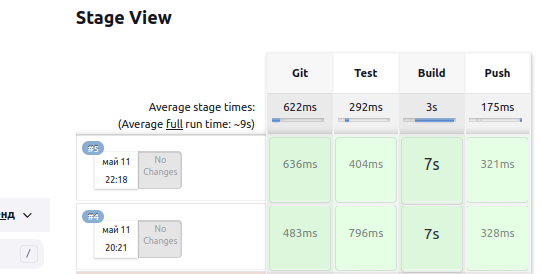 Stage View
Git Test Build Push
Average stage times: 622ms 292ms 3s 175ms
(Average full run time: ~9s)
#5
май 11 No
22:18 Changes
636ms 404ms 7s 321ms
#4
май 11 No
20:21 Changes
483ms 796ms 7s 328ms
нд
/